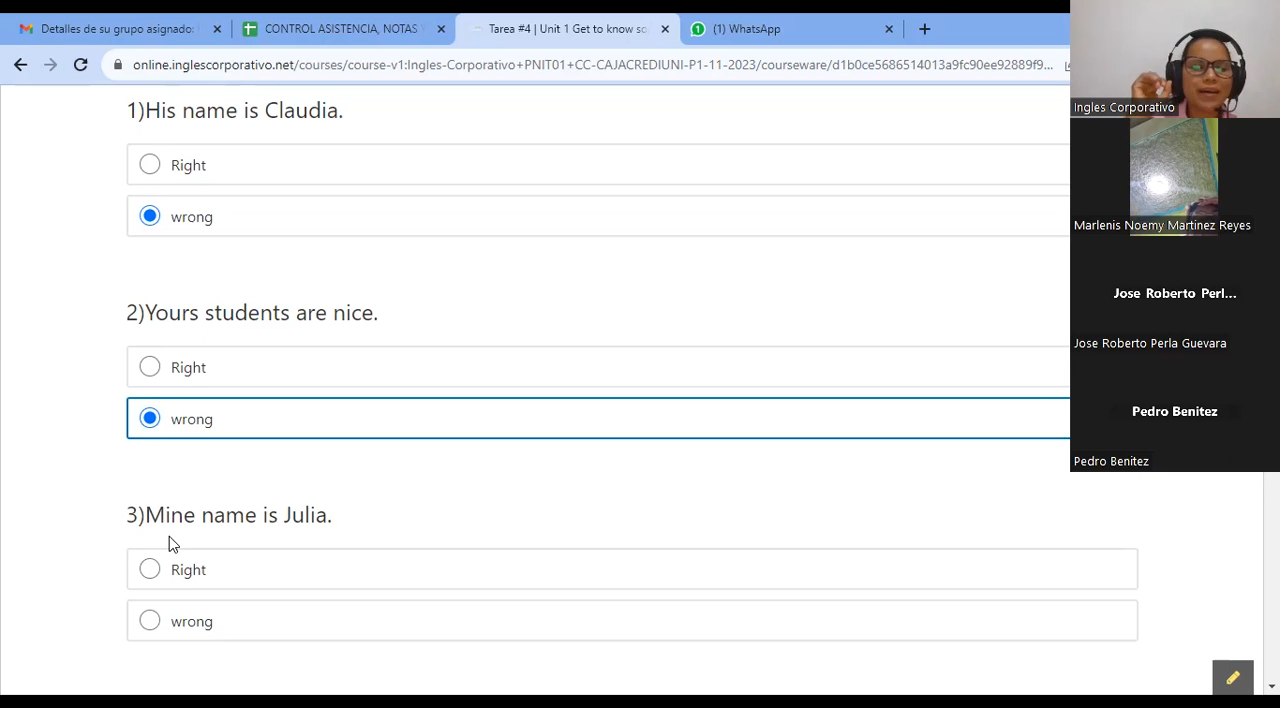 Detalles de su grupo asignado:
CONTROL ASISTENCIA, NOTAS Y
Tarea #4 | Unit 1 Get to know so
1
(1) WhatsApp
online.inglescorporativo.net/courses/course-v1:Ingles-Corporativo+PNIT01+CC-CAJACREDIUNI-P1-11-2023/courseware/d1b0ce5686514013a9fc90ee92889f9...
1)His name is Claudia.
Right
wrong
2)Yours students are nice.
Right
wrong
3)Mine name is Julia.
Right
wrong
Ingles Corporativo
Marlenis Noemy Martinez Reyes
Jose Roberto Perl...
Jose Roberto Perla Guevara
Pedro Benitez
Pedro Benitez